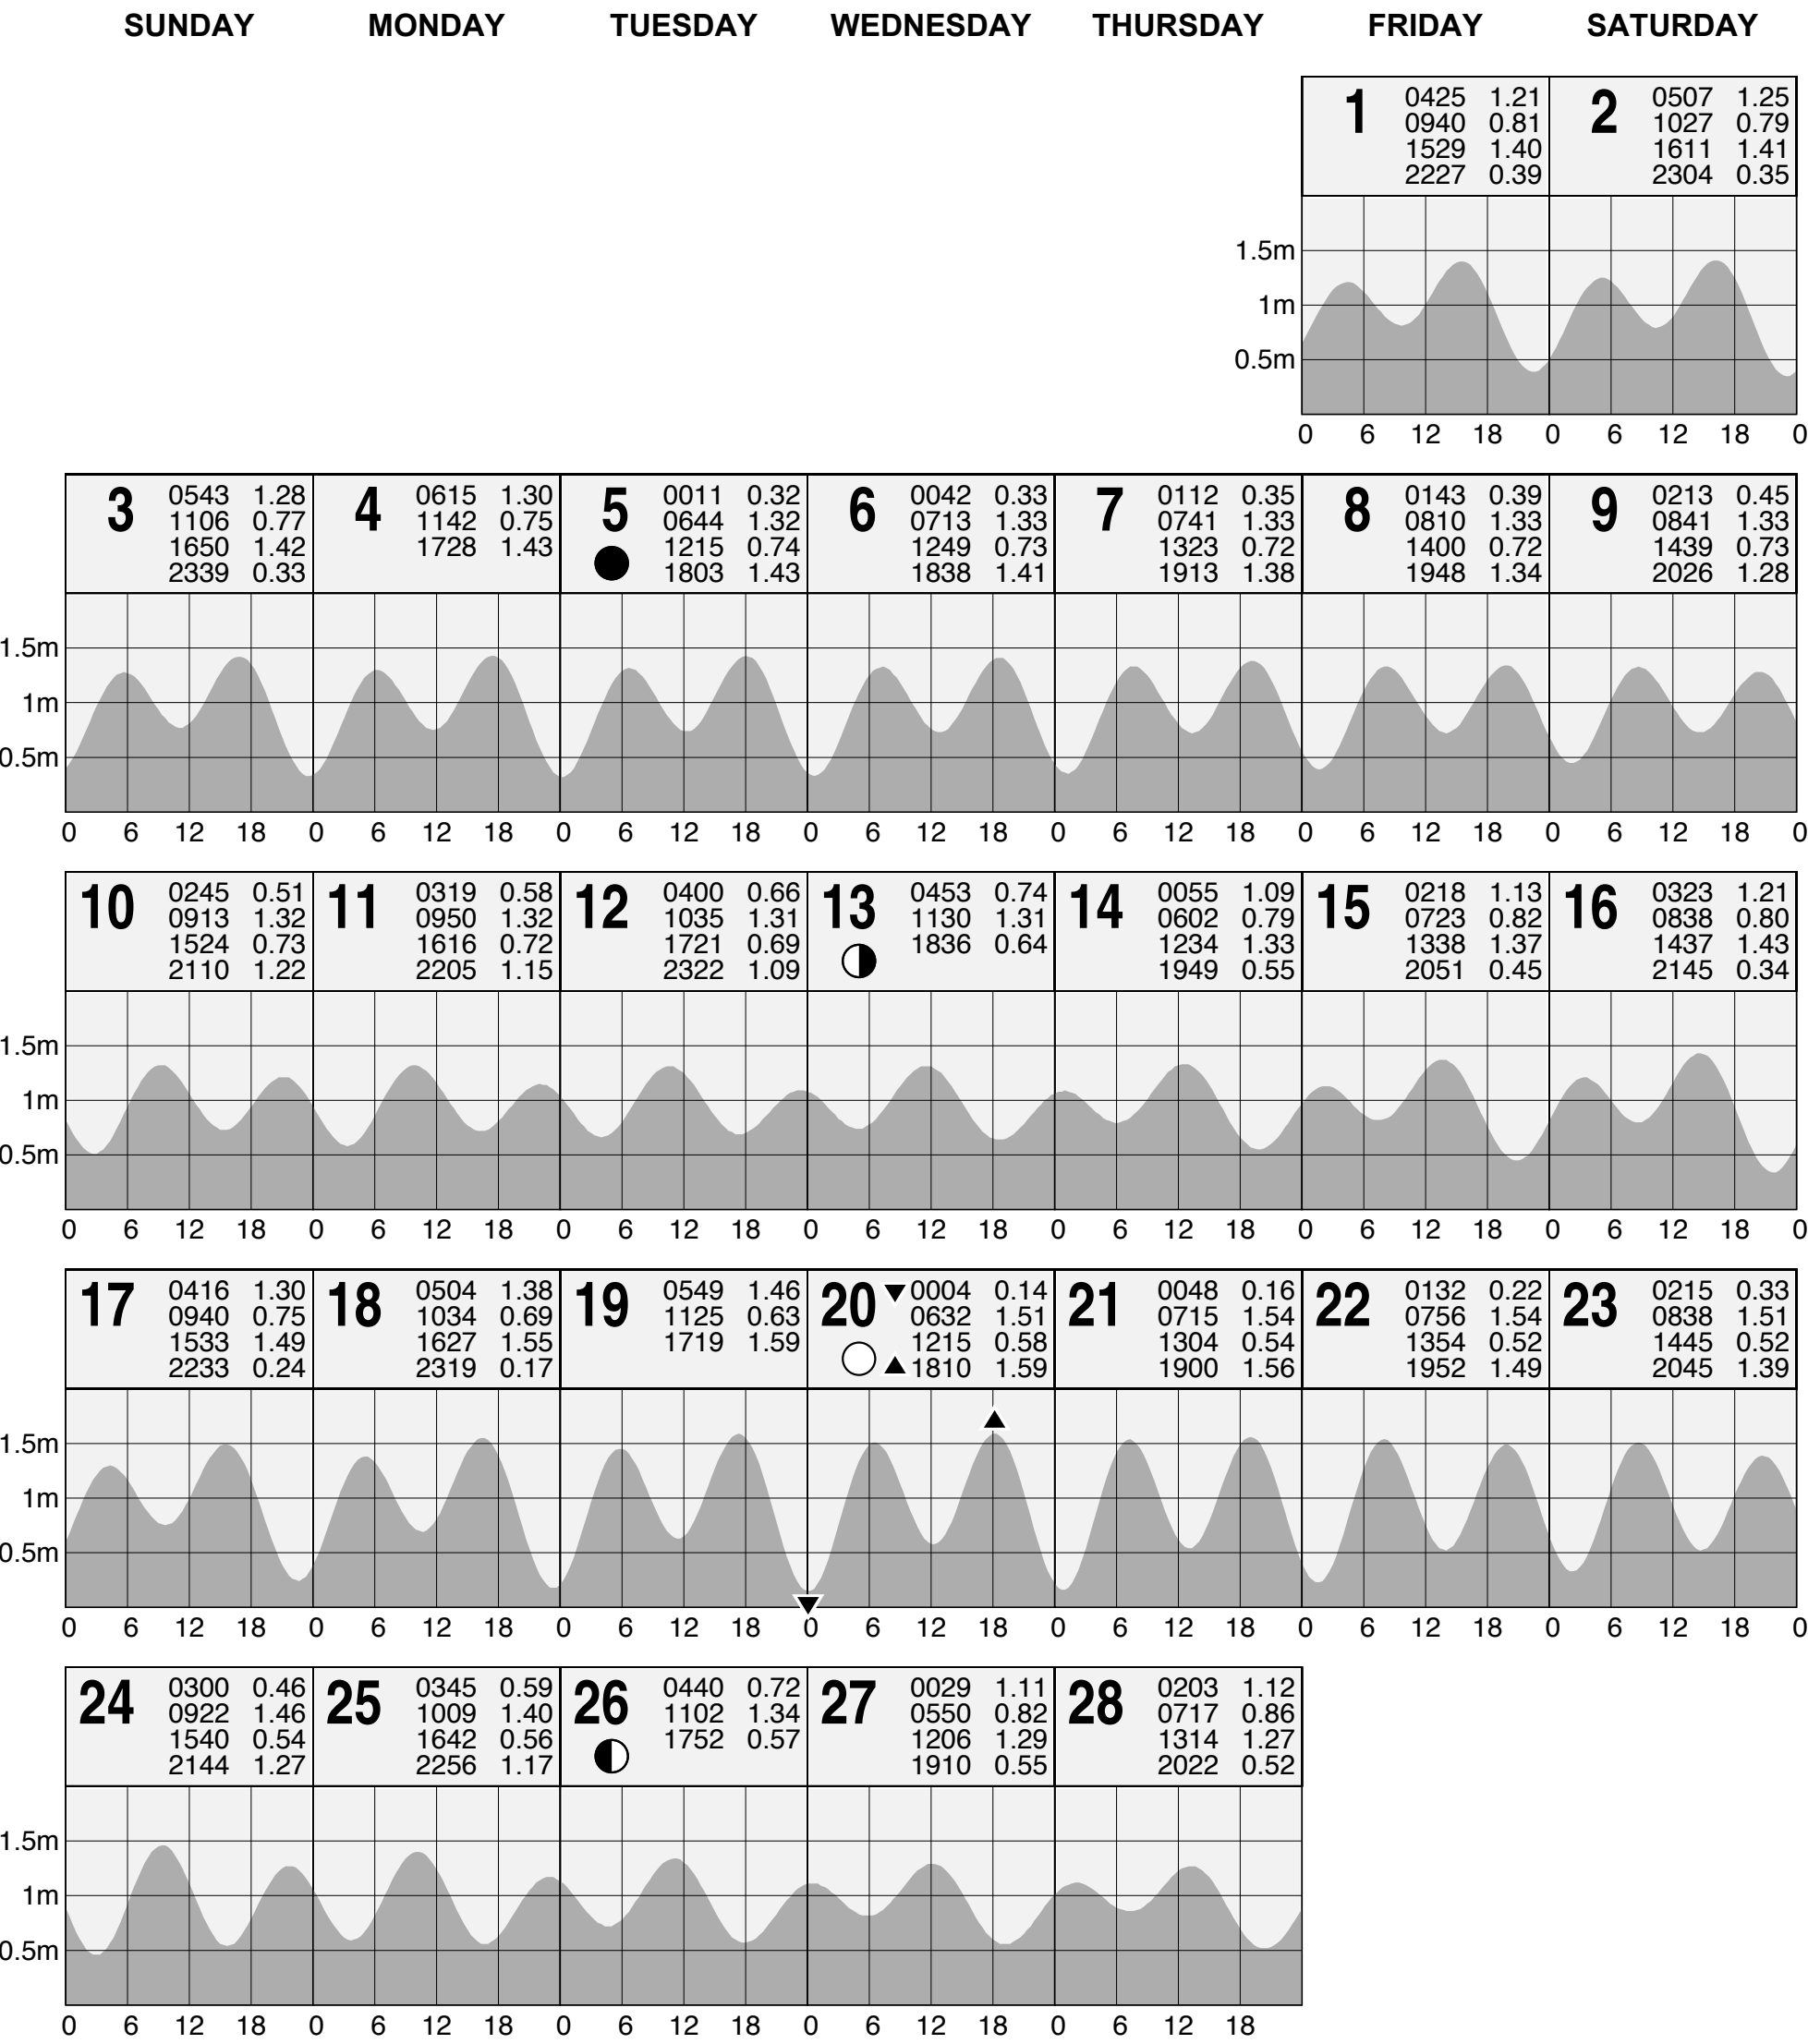 SUNDAY MONDAY TUESDAY WEDNESDAY THURSDAY FRIDAY SATURDAY
1 0425 1.21
0940 0.81
1529 1.40
2227 0.39
2 0507 1.25
1027 0.79
1611 1.41
2304 0.35
1.5m
1m
0.5m
0 6 12 18 0 6 12 18 0
3 0543 1.28
1106 0.77
1650 1.42
2339 0.33
4 0615 1.30
1142 0.75
1728 1.43
5 0011 0.32
0644 1.32
1215 0.74
1803 1.43
6 0042 0.33
0713 1.33
1249 0.73
1838 1.41
7 0112 0.35
0741 1.33
1323 0.72
1913 1.38
8 0143 0.39
0810 1.33
1400 0.72
1948 1.34
9 0213 0.45
0841 1.33
1439 0.73
2026 1.28
1.5m
1m
0.5m
0 6 12 18 0 6 12 18 0 6 12 18 0 6 12 18 0 6 12 18 0 6 12 18 0 6 12 18 0
10 0245 0.51
0913 1.32
1524 0.73
2110 1.22
11 0319 0.58
0950 1.32
1616 0.72
2205 1.15
12 0400 0.66
1035 1.31
1721 0.69
2322 1.09
13 0453 0.74
1130 1.31
1836 0.64
14 0055 1.09
0602 0.79
1234 1.33
1949 0.55
15 0218 1.13
0723 0.82
1338 1.37
2051 0.45
16 0323 1.21
0838 0.80
1437 1.43
2145 0.34
1.5m
1m
0.5m
0 6 12 18 0 6 12 18 0 6 12 18 0 6 12 18 0 6 12 18 0 6 12 18 0 6 12 18 0
17 0416 1.30
0940 0.75
1533 1.49
2233 0.24
18 0504 1.38
1034 0.69
1627 1.55
2319 0.17
19 0549 1.46
1125 0.63
1719 1.59
20 0004 0.14
0632 1.51
1215 0.58
1810 1.59
21 0048 0.16
0715 1.54
1304 0.54
1900 1.56
22 0132 0.22
0756 1.54
1354 0.52
1952 1.49
23 0215 0.33
0838 1.51
1445 0.52
2045 1.39
1.5m
1m
0.5m
0 6 12 18 0 6 12 18 0 6 12 18 0 6 12 18 0 6 12 18 0 6 12 18 0 6 12 18 0
24 0300 0.46
0922 1.46
1540 0.54
2144 1.27
25 0345 0.59
1009 1.40
1642 0.56
2256 1.17
26 0440 0.72
1102 1.34
1752 0.57
27 0029 1.11
0550 0.82
1206 1.29
1910 0.55
28 0203 1.12
0717 0.86
1314 1.27
2022 0.52
1.5m
1m
0.5m
0 6 12 18 0 6 12 18 0 6 12 18 0 6 12 18 0 6 12 18